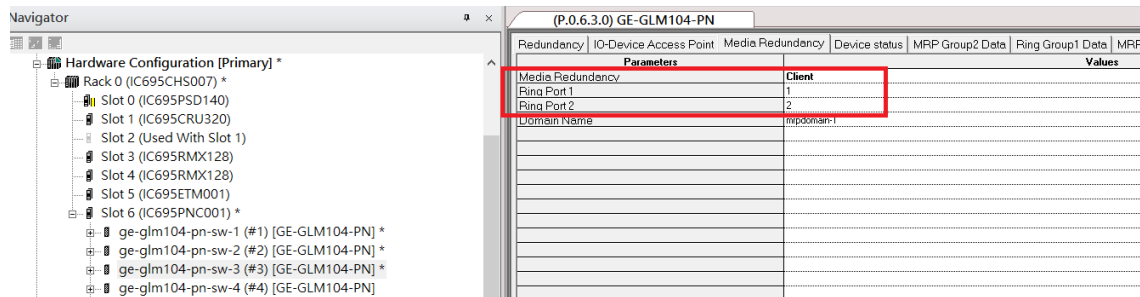 Navigator
Hardware Configuration [Primary] *
Rack 0 (IC695CHS007) *
Slot 0 (IC695PSD140)
Slot 1 (IC695CRU320)
Slot 2 (Used With Slot 1)
Slot 3 (IC695RMX128)
Slot 4 (IC695RMX128)
Slot 5 (IC695ETM001)
Slot 6 (IC695PNC001) *
ge-glm104-pn-sw-1 (#1) [GE-GLM104-PN] *
ge-glm104-pn-sw-2 (#2) [GE-GLM104-PN] *
ge-glm104-pn-sw-3 (#3) [GE-GLM104-PN] *
ge-glm104-pn-sw-4 (#4) [GE-GLM104-PN]
(P.0.6.3.0) GE-GLM104-PN
Redundancy IO-Device Access Point Media Redundancy Device status MRP Group2 Data Ring Group1 Data MRP
Parameters Values
Media Redundancy Client
Ring Port 1 1
Ring Port 2 2
Domain Name mrpdomain-1